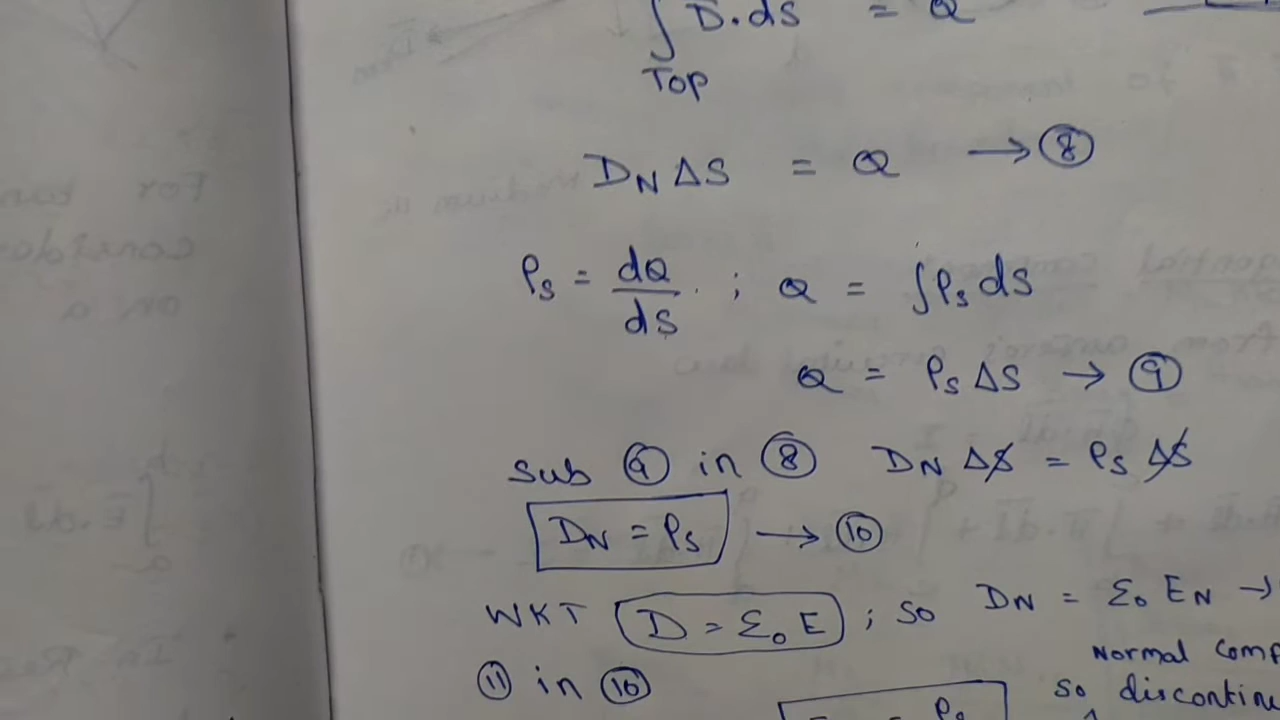 ∫ D̄.ds = Q
Top
D_N ΔS = Q → ⑧
ρ_s = dQ/ds ; Q = ∫ρ_s ds
Q = ρ_s ΔS → ⑨
Sub ⑨ in ⑧ D_N ΔS = ρ_s ΔS
D_N = ρ_s → ⑩
WKT D = ε₀ E ; so D_N = ε₀ E_N →
Normal comp
⑪ in ⑩
so discontin
= ρ_s